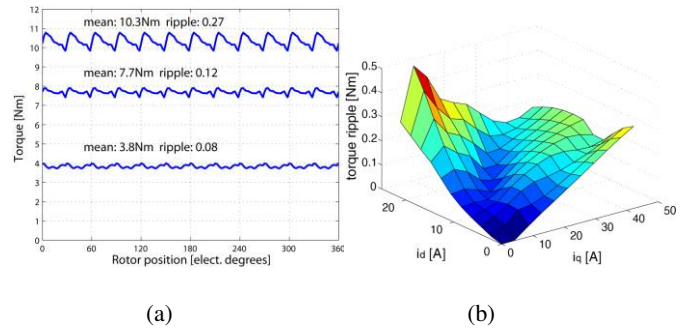 mean: 10.3Nm ripple: 0.27
mean: 7.7Nm ripple: 0.12
mean: 3.8Nm ripple: 0.08
12
11
10
9
8
7
6
5
4
3
2
1
0
Torque [Nm]
0 60 120 180 240 300 360
Rotor position [elect. degrees]
(a)
0.5
0.4
0.3
0.2
0.1
0
torque ripple [Nm]
20
10
0
id [A]
0
10
20
30
40
50
iq [A]
(b)